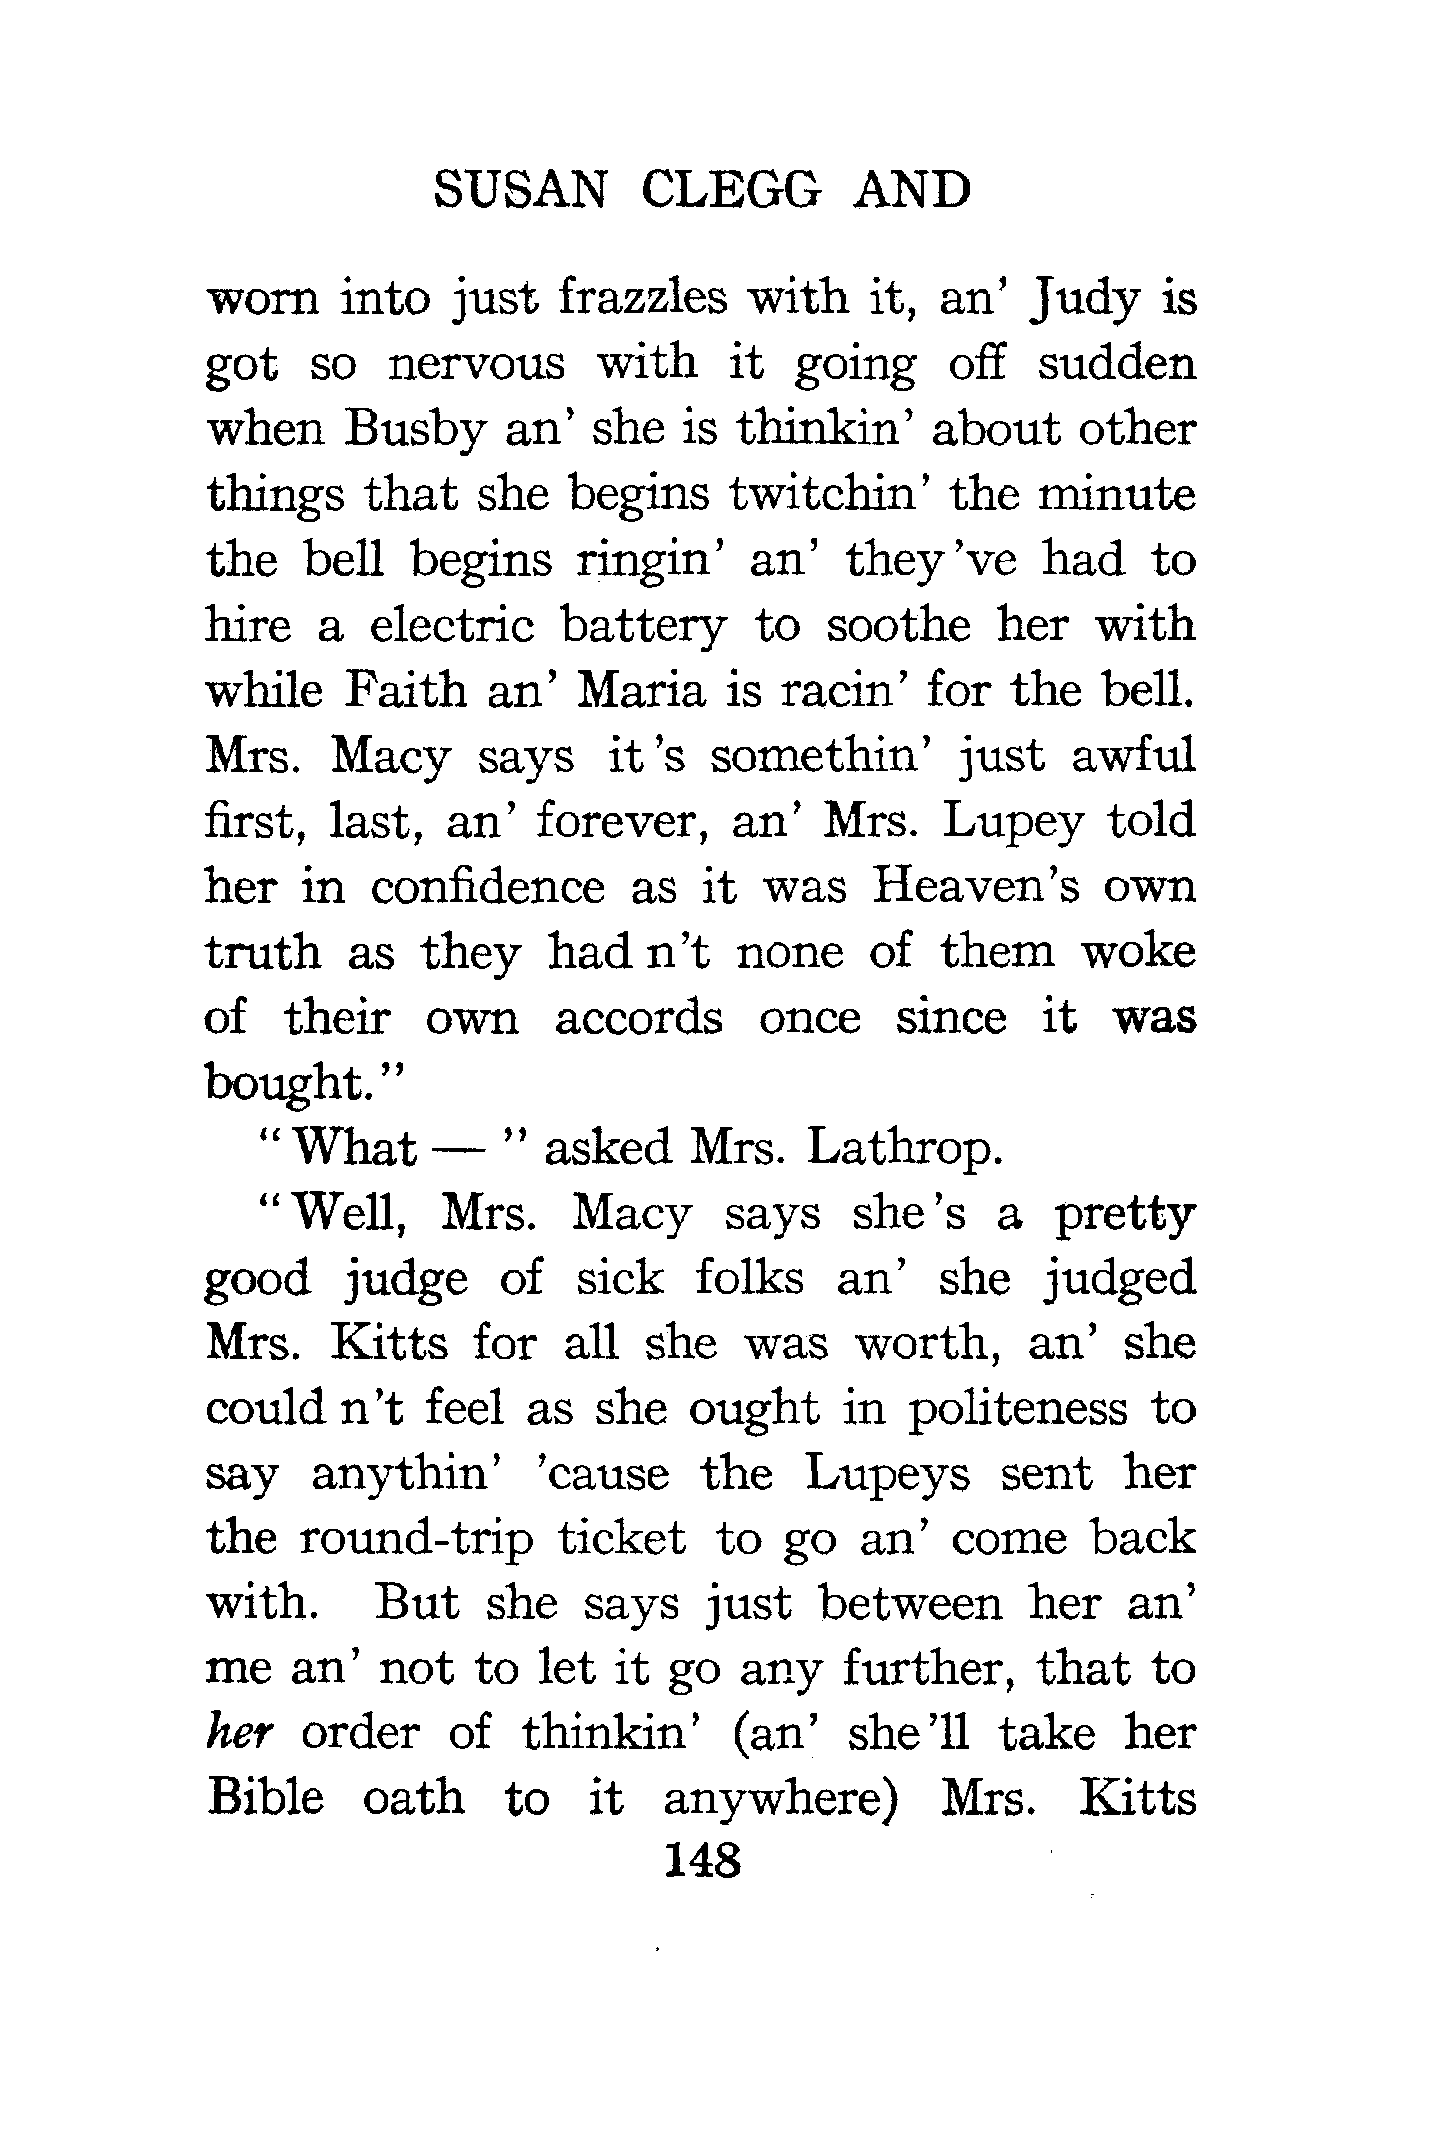 SUSAN CLEGG AND
worn into just frazzles with it, an’ Judy is
got so nervous with it going off sudden
when Busby an’ she is thinkin’ about other
things that she begins twitchin’ the minute
the bell begins ringin’ an’ they ’ve had to
hire a electric battery to soothe her with
while Faith an’ Maria is racin’ for the bell.
Mrs. Macy says it ’s somethin’ just awful
first, last, an’ forever, an’ Mrs. Lupey told
her in confidence as it was Heaven’s own
truth as they had n’t none of them woke
of their own accords once since it was
bought.”
“What — ” asked Mrs. Lathrop.
“Well, Mrs. Macy says she ’s a pretty
good judge of sick folks an’ she judged
Mrs. Kitts for all she was worth, an’ she
could n’t feel as she ought in politeness to
say anythin’ ’cause the Lupeys sent her
the round-trip ticket to go an’ come back
with. But she says just between her an’
me an’ not to let it go any further, that to
her order of thinkin’ (an’ she ’ll take her
Bible oath to it anywhere) Mrs. Kitts
148